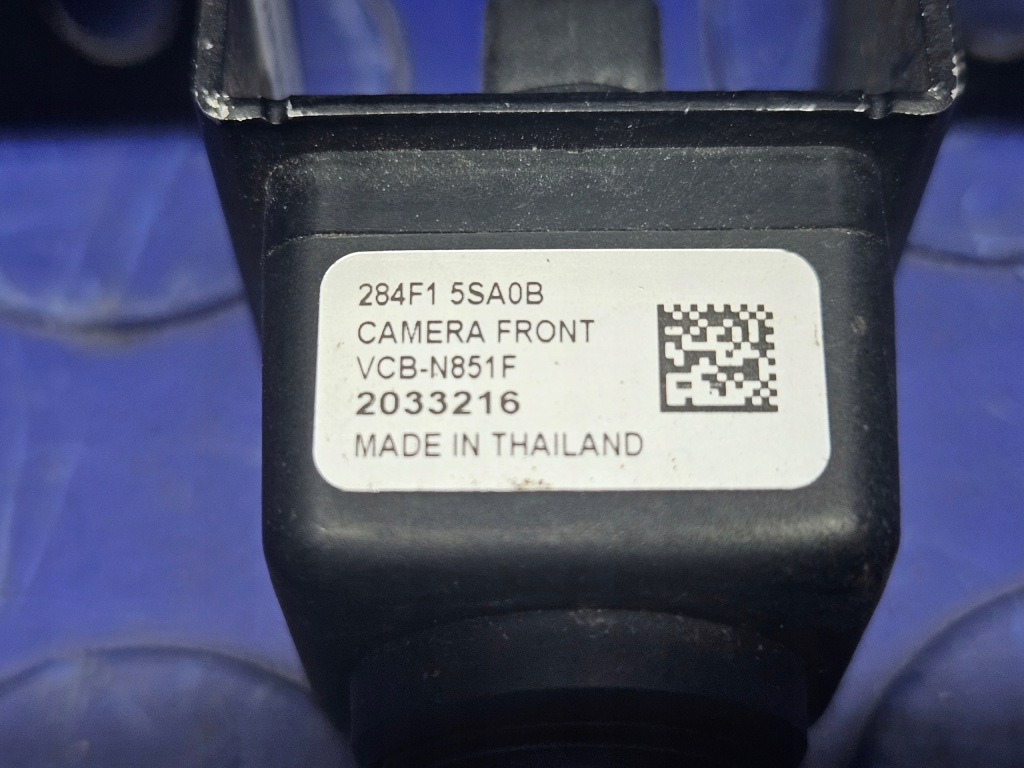 284F1 5SA0B
CAMERA FRONT
VCB-N851F
2033216
MADE IN THAILAND